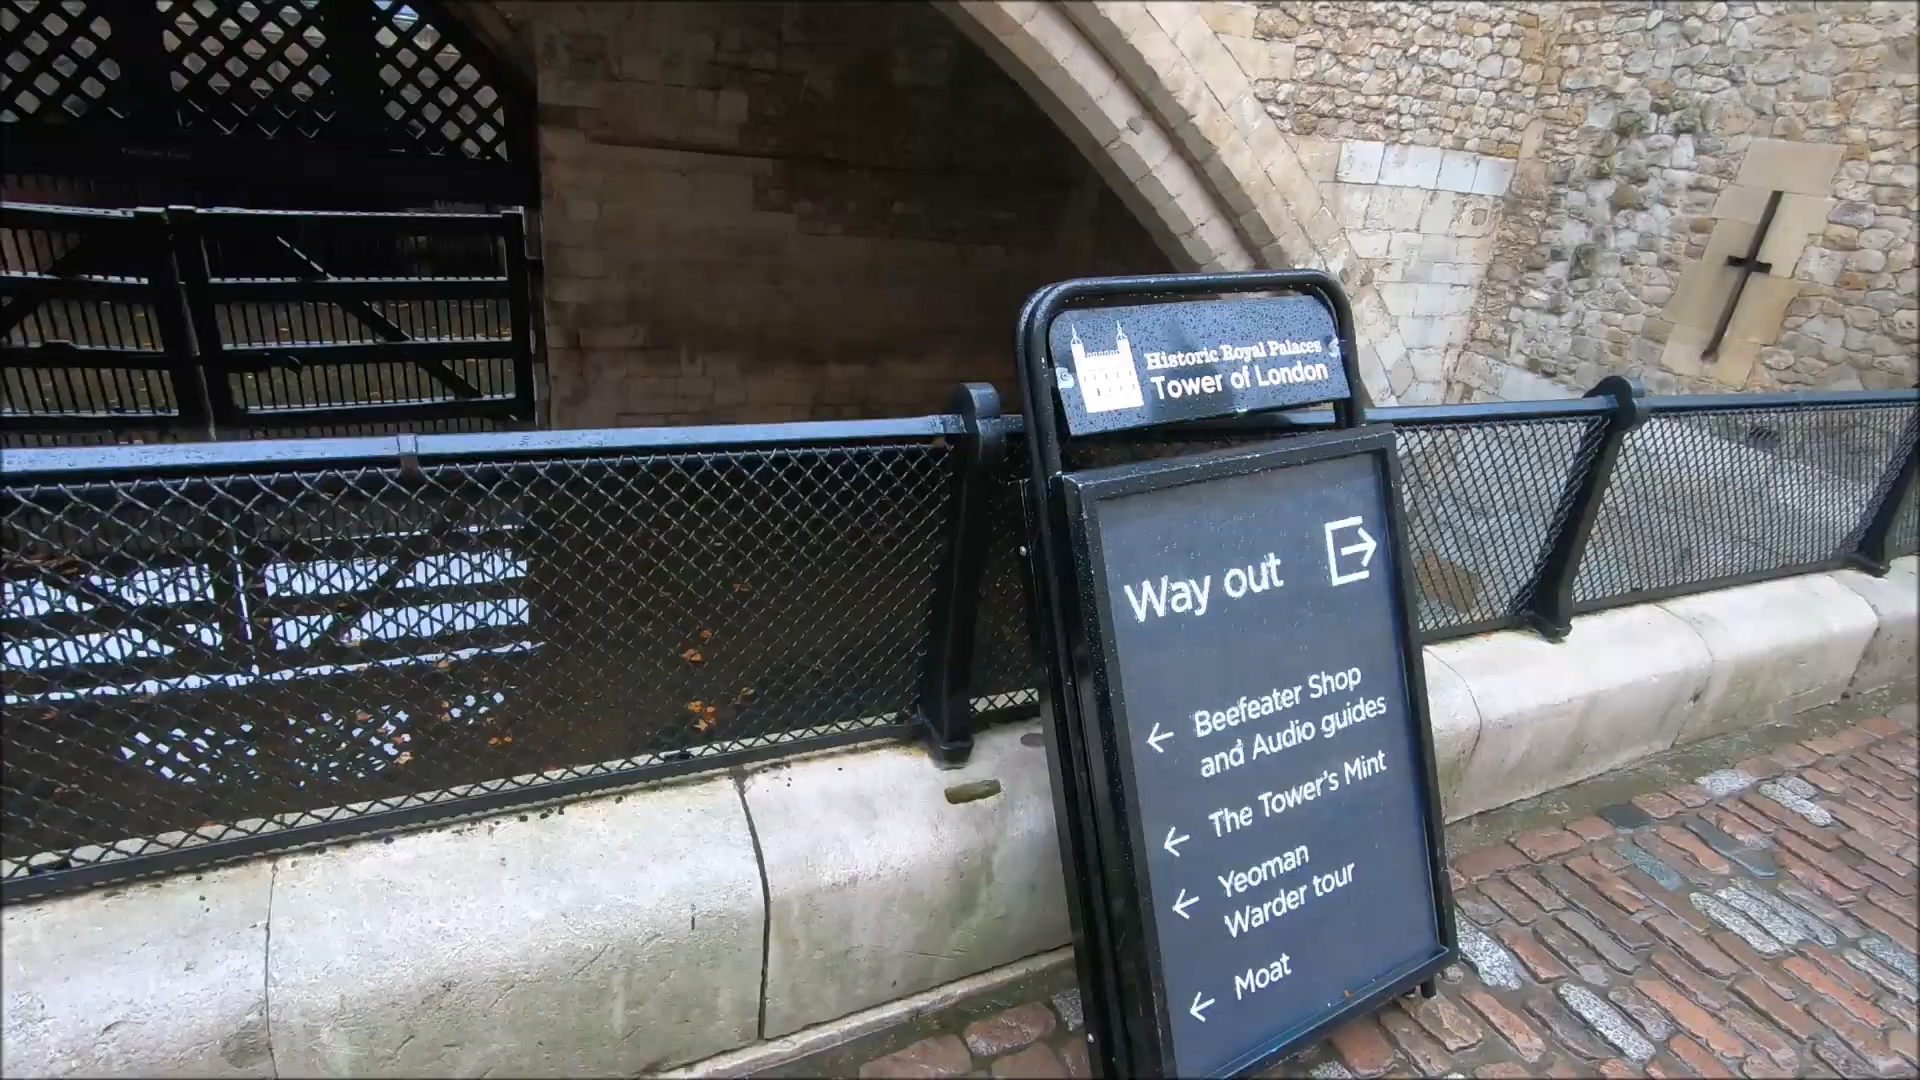 Historic Royal Palaces
Tower of London
Way out
← Beefeater Shop
and Audio guides
← The Tower's Mint
← Yeoman
Warder tour
← Moat